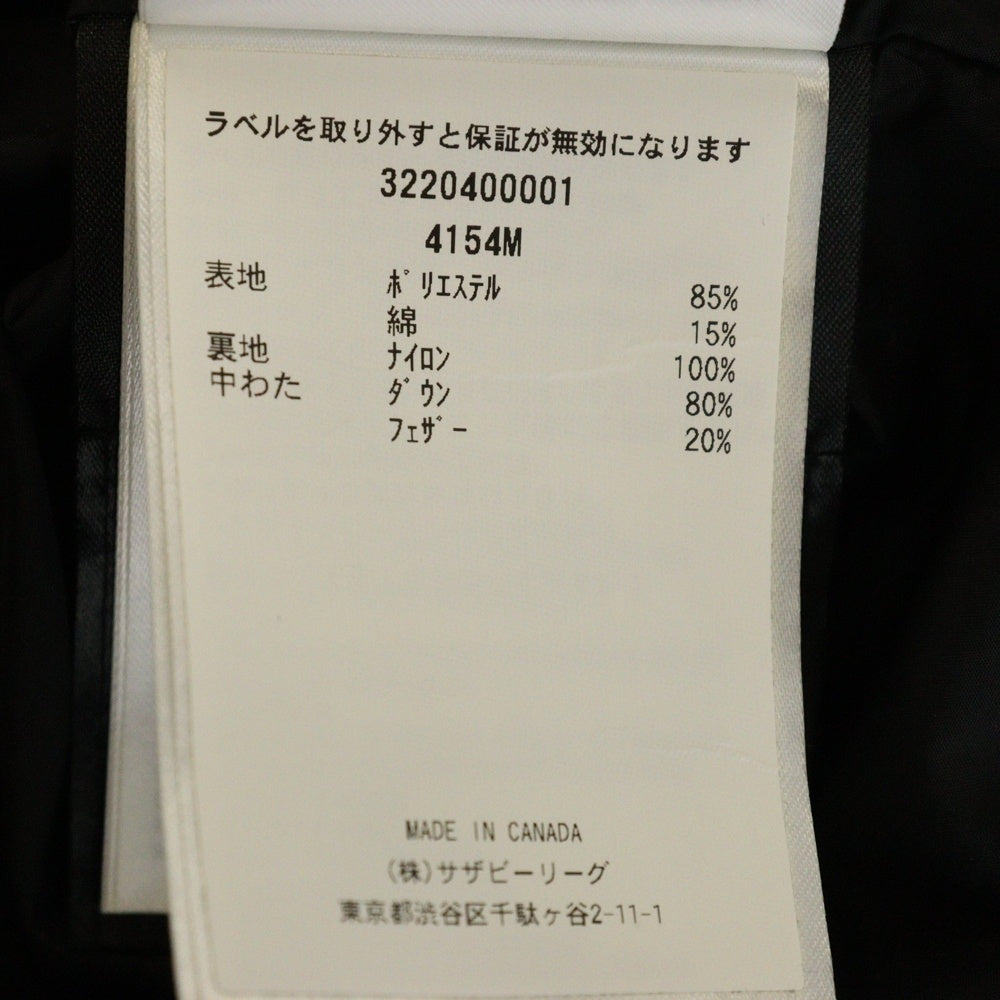 ラベルを取り外すと保証が無効になります
3220400001
4154M
表地 ﾎﾟﾘｴｽﾃﾙ 85%
綿 15%
裏地 ﾅｲﾛﾝ 100%
中わた ﾀﾞｳﾝ 80%
ﾌｪｻﾞｰ 20%
MADE IN CANADA
(株)サザビーリーグ
東京都渋谷区千駄ヶ谷2-11-1